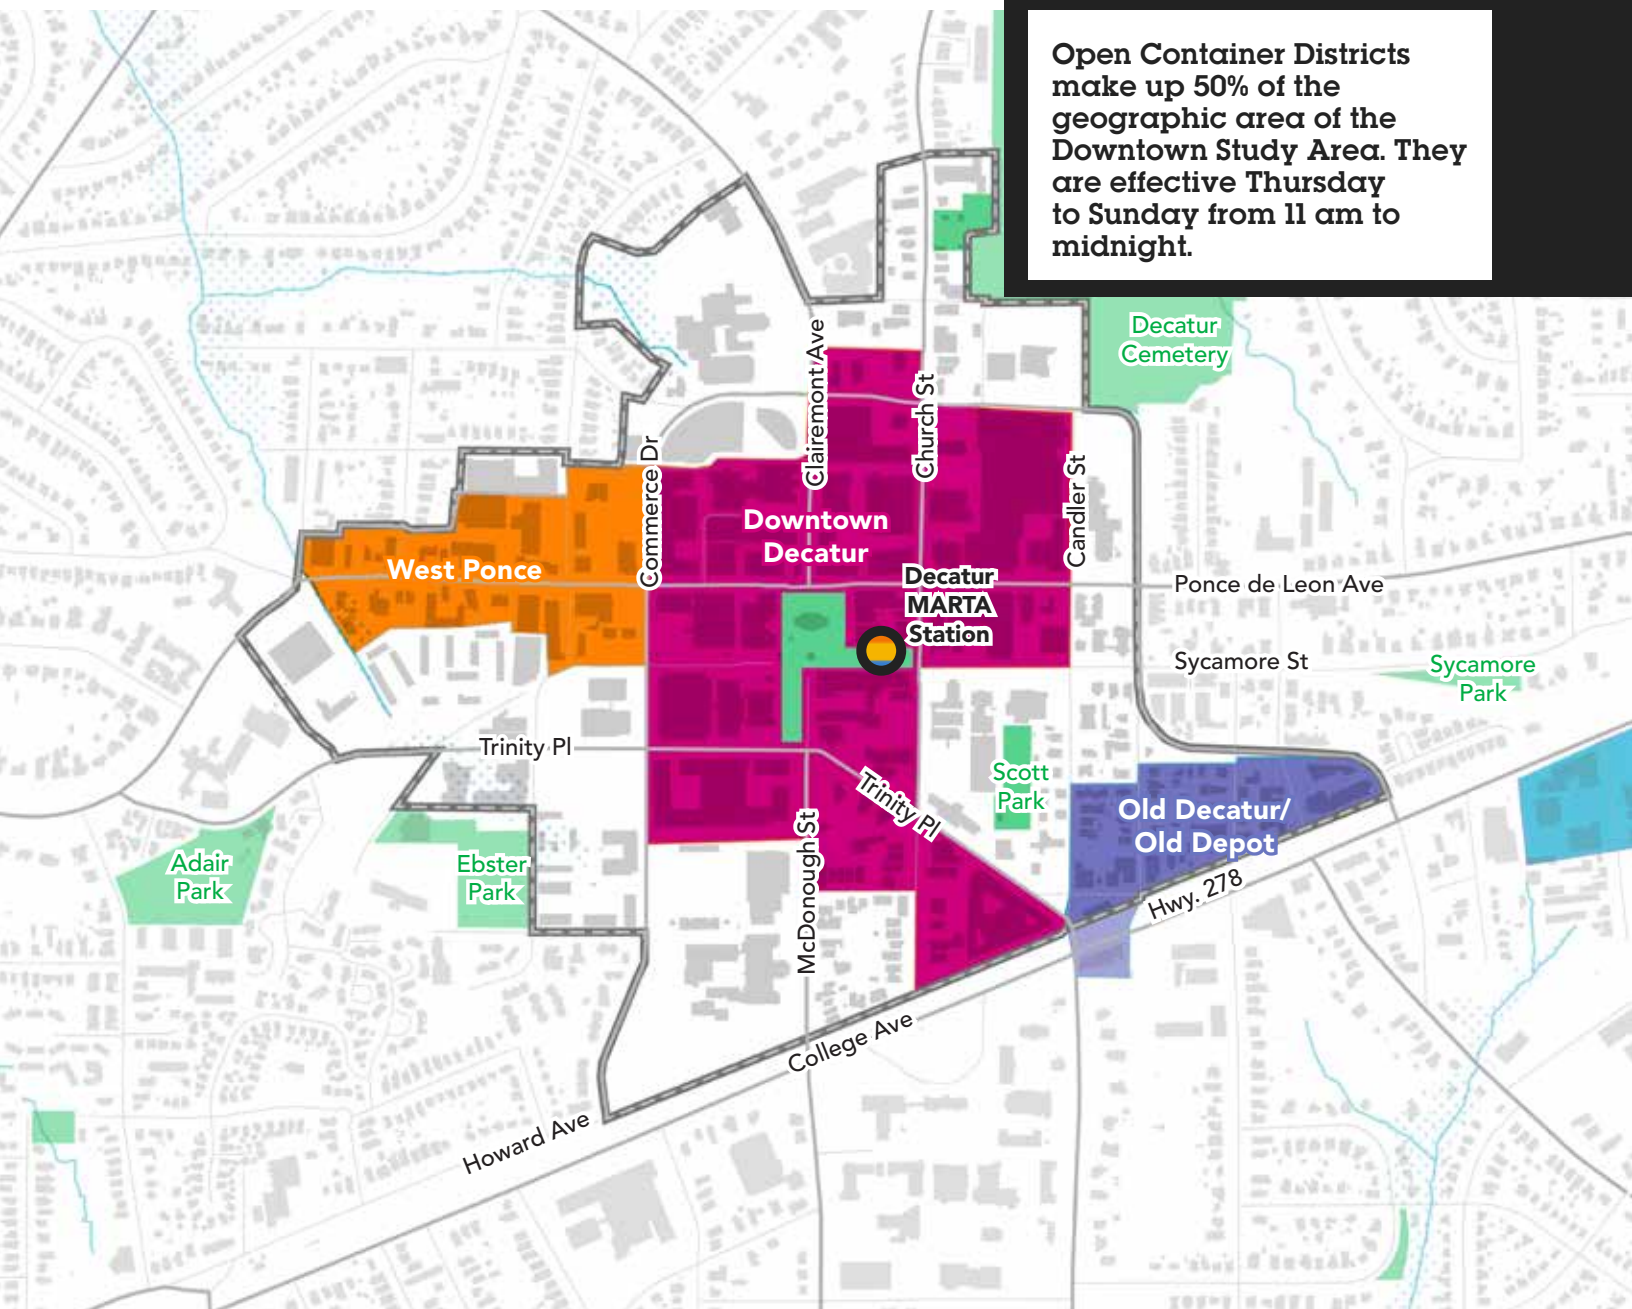 Open Container Districts
make up 50% of the
geographic area of the
Downtown Study Area. They
are effective Thursday
to Sunday from 11 am to
midnight.
Decatur
Cemetery
Clairemont Ave
Church St
Commerce Dr
Candler St
Downtown
Decatur
West Ponce
Decatur
MARTA
Station
Ponce de Leon Ave
Sycamore St
Sycamore
Park
Trinity Pl
Scott
Park
Trinity Pl
Old Decatur/
Old Depot
McDonough St
Adair
Park
Ebster
Park
Hwy. 278
College Ave
Howard Ave